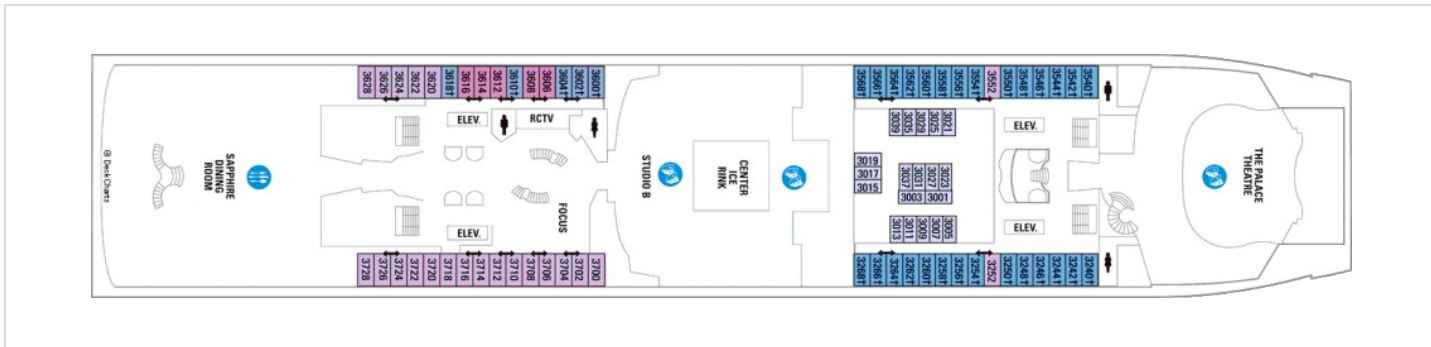 3628 3626 3624 3622 3620 3618† 3616 3614 3612 3610† 3608 3606 3604† 3602† 3600†
3568† 3566† 3564† 3562† 3560† 3558† 3556† 3554† 3552 3550† 3548† 3546† 3544† 3542† 3540†
ELEV.
RCTV
3039 3035 3029 3025 3021
ELEV.
@ Deck Charts
SAPPHIRE
DINING
ROOM
STUDIO B
CENTER
ICE
RINK
3019
3017
3015
3037 3031 3027 3023
3003 3001
THE PALACE
THEATRE
FOCUS
ELEV.
3013 3011 3009 3007 3005
ELEV.
3728 3726 3724 3722 3720 3718 3716 3714 3712 3710 3708 3706 3704 3702 3700
3268† 3266† 3264† 3262† 3260† 3258† 3256† 3254† 3252 3250† 3248† 3246† 3244† 3242† 3240†